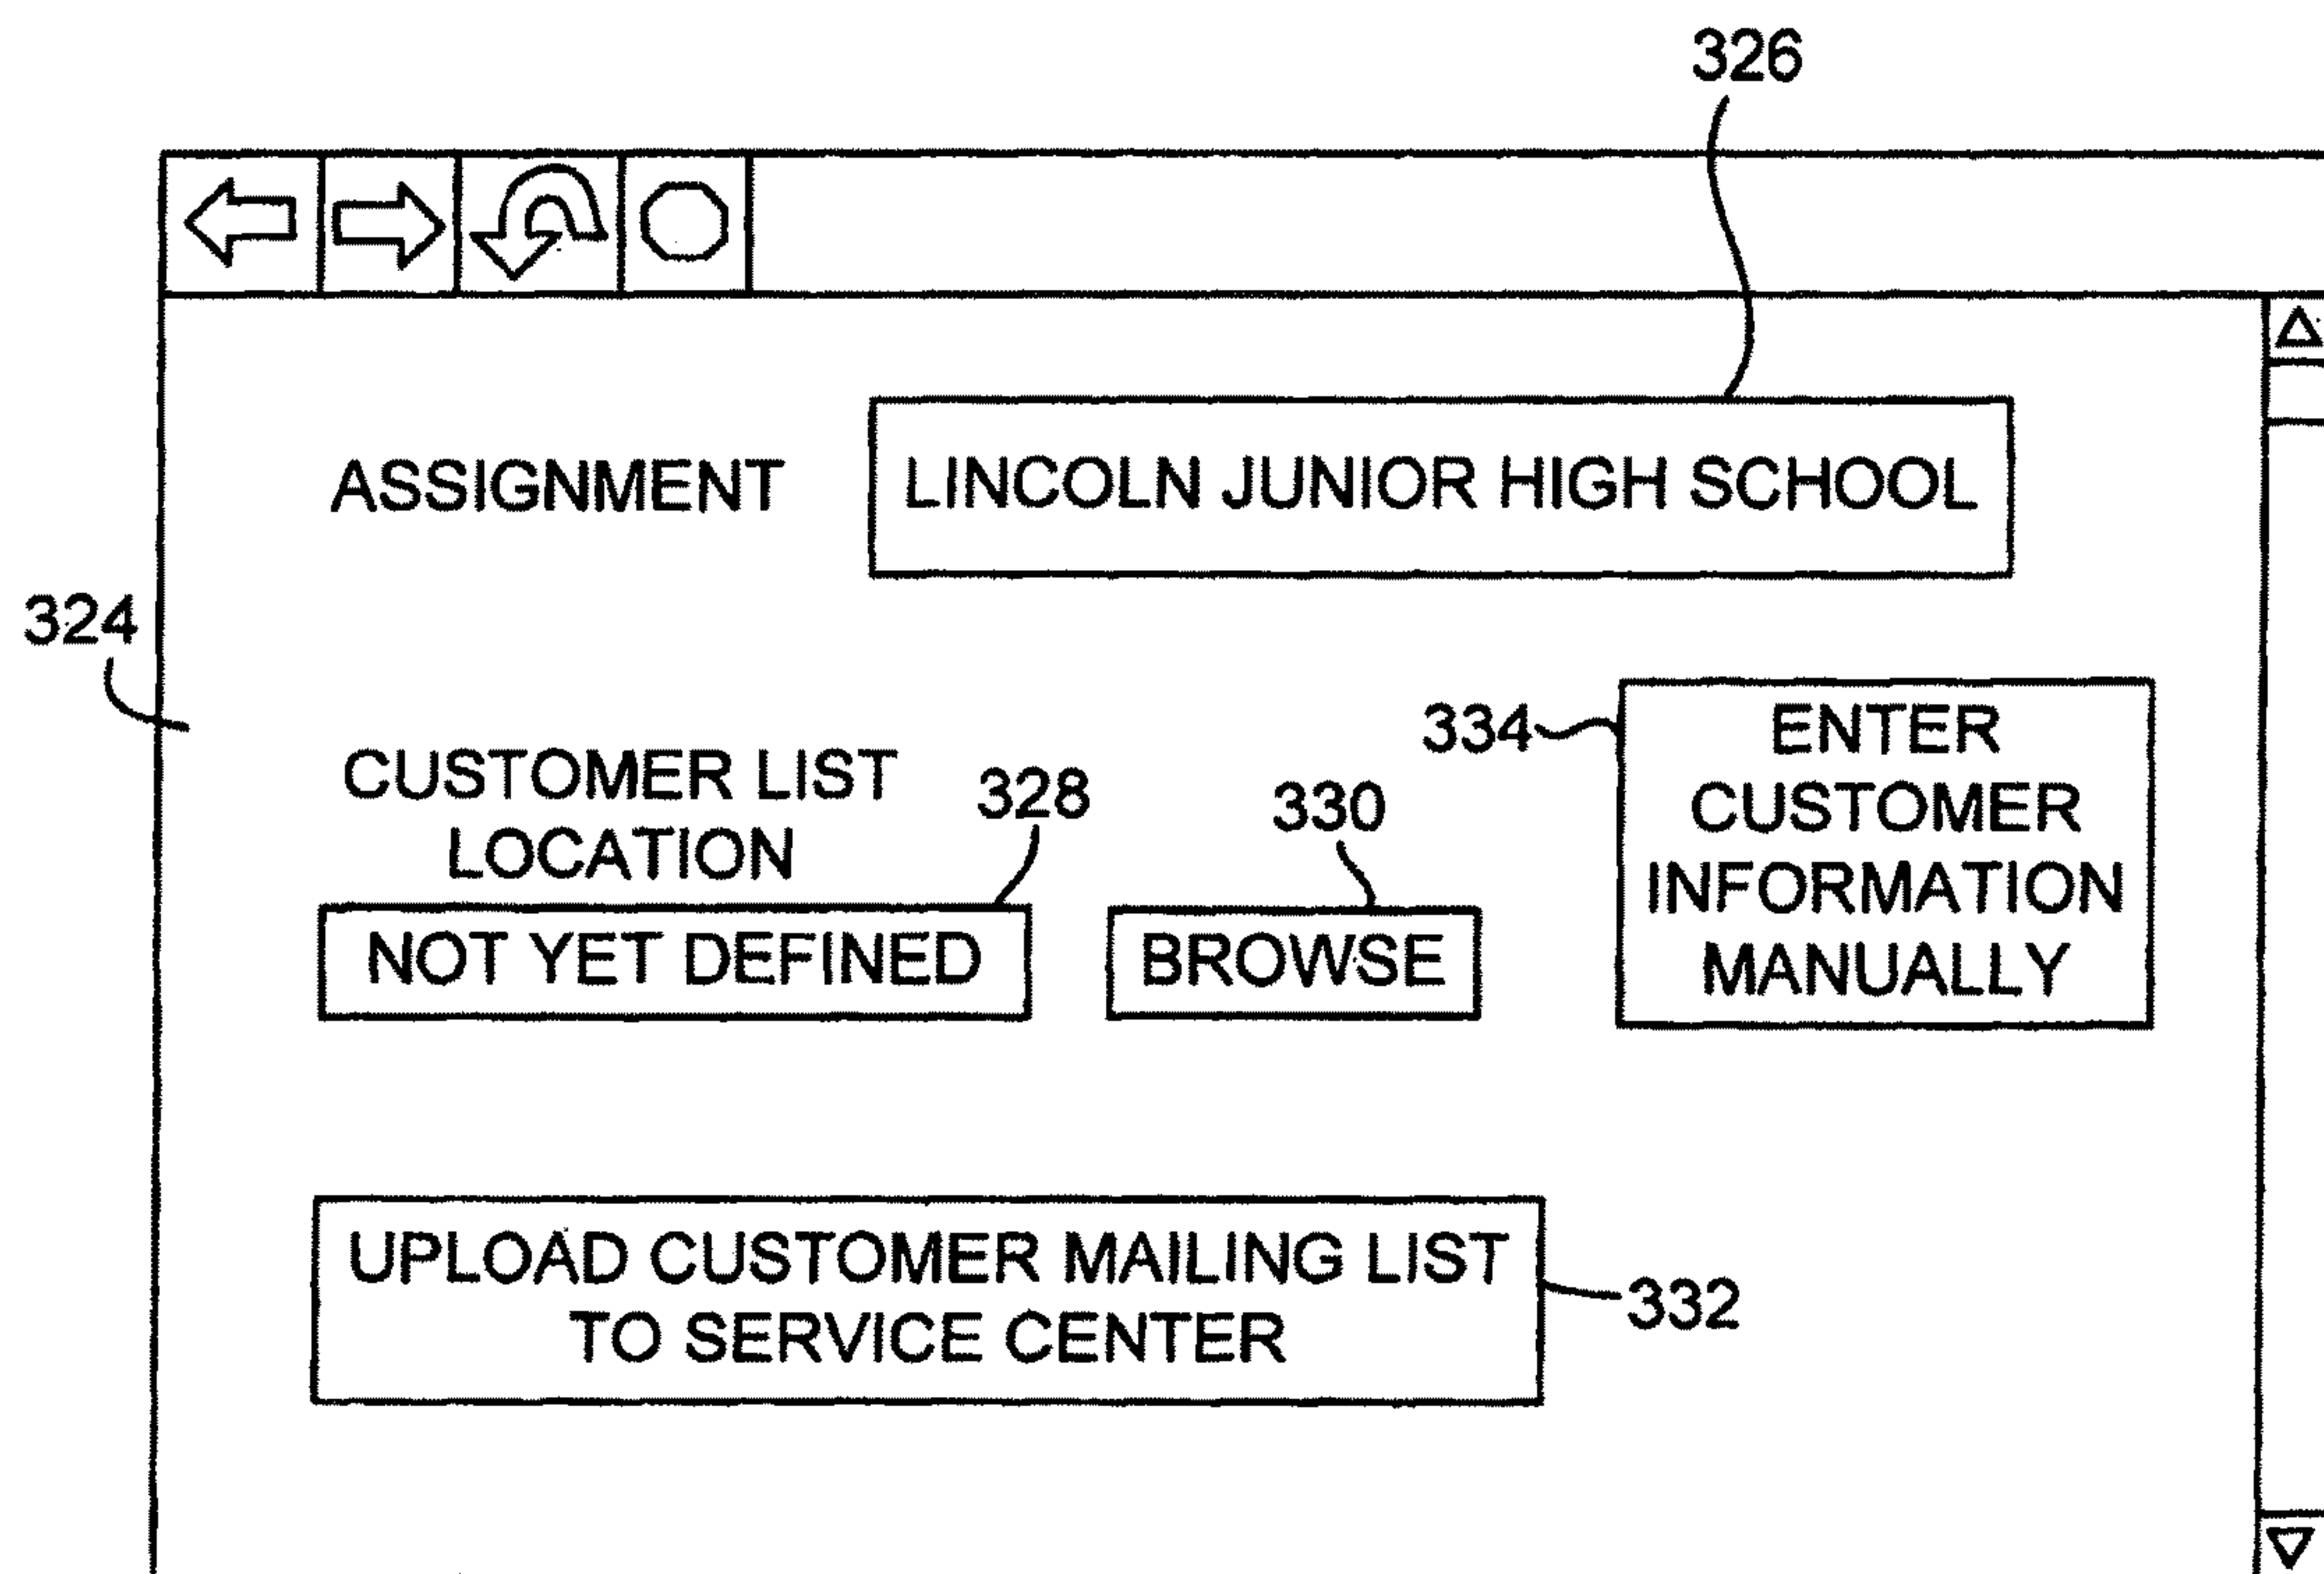 326
ASSIGNMENT
LINCOLN JUNIOR HIGH SCHOOL
324
CUSTOMER LIST
LOCATION
328
NOT YET DEFINED
330
BROWSE
334
ENTER
CUSTOMER
INFORMATION
MANUALLY
UPLOAD CUSTOMER MAILING LIST
TO SERVICE CENTER
332